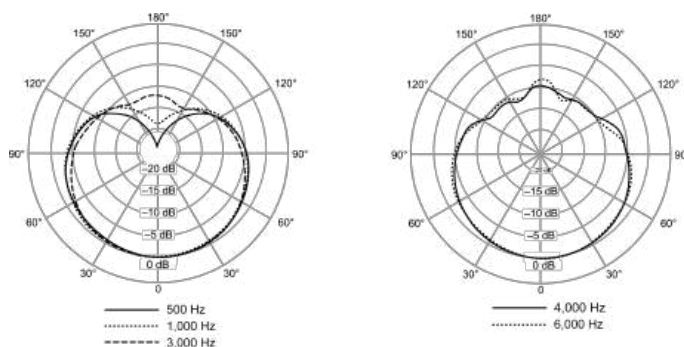 180°
150° 150°
120° 120°
90° 90°
60° 60°
30° 30°
0
–20 dB
–15 dB
–10 dB
–5 dB
0 dB
500 Hz
1,000 Hz
3,000 Hz
180°
150° 150°
120° 120°
90° 90°
60° 60°
30° 30°
0
–15 dB
–10 dB
–5 dB
0 dB
4,000 Hz
6,000 Hz